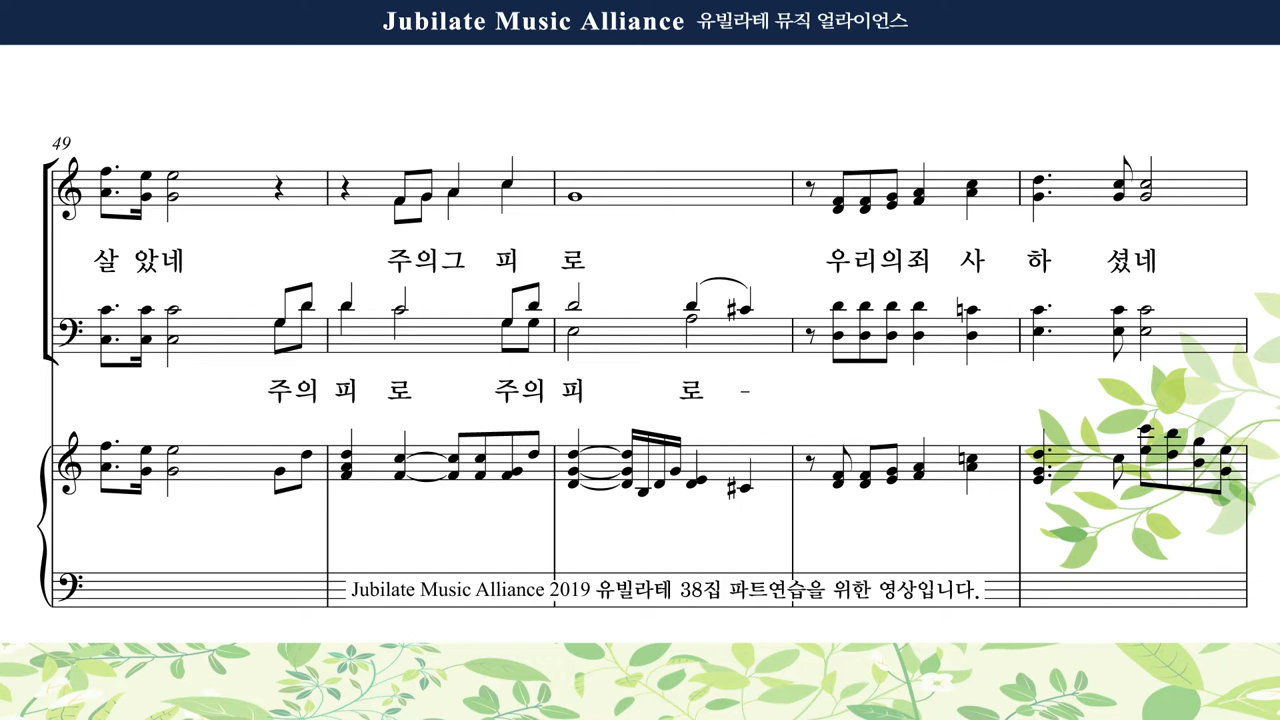 Jubilate Music Alliance 유빌라테 뮤직 얼라이언스
49
살 았네 주의그 피 로 우리의죄 사 하 셨네
주의 피 로 주의 피 로 -
Jubilate Music Alliance 2019 유빌라테 38집 파트연습을 위한 영상입니다.